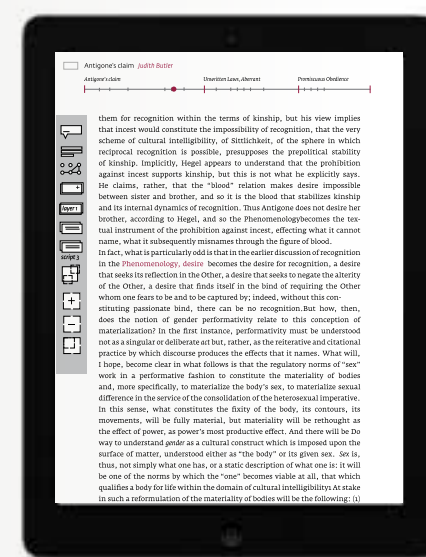 Antigone's claim Judith Butler
Antigone's claim Unwritten Laws, Aberrant Promiscuous Obedience
them for recognition within the terms of kinship, but his view implies
that incest would constitute the impossibility of recognition, that the very
scheme of cultural intelligibility, of Sittlichkeit, of the sphere in which
reciprocal recognition is possible, presupposes the prepolitical stability
of kinship. Implicitly, Hegel appears to understand that the prohibition
against incest supports kinship, but this is not what he explicitly says.
He claims, rather, that the "blood" relation makes desire impossible
between sister and brother, and so it is the blood that stabilizes kinship
and its internal dynamics of recognition. Thus Antigone does not desire her
brother, according to Hegel, and so the Phenomenologybecomes the tex-
tual instrument of the prohibition against incest, effecting what it cannot
name, what it subsequently misnames through the figure of blood.
In fact, what is particularly odd is that in the earlier discussion of recognition
in the Phenomenology, desire becomes the desire for recognition, a desire
that seeks its reflection in the Other, a desire that seeks to negate the alterity
of the Other, a desire that finds itself in the bind of requiring the Other
whom one fears to be and to be captured by; indeed, without this con-
stituting passionate bind, there can be no recognition.But how, then,
does the notion of gender performativity relate to this conception of
materialization? In the first instance, performativity must be understood
not as a singular or deliberate act but, rather, as the reiterative and citational
practice by which discourse produces the effects that it names. What will,
I hope, become clear in what follows is that the regulatory norms of "sex"
work in a performative fashion to constitute the materiality of bodies
and, more specifically, to materialize the body's sex, to materialize sexual
difference in the service of the consolidation of the heterosexual imperative.
In this sense, what constitutes the fixity of the body, its contours, its
movements, will be fully material, but materiality will be rethought as
the effect of power, as power's most productive effect. And there will be Do
way to understand gender as a cultural construct which is imposed upon the
surface of matter, understood either as "the body" or its given sex. Sex is,
thus, not simply what one has, or a static description of what one is: it will
be one of the norms by which the "one" becomes viable at all, that which
qualifies a body for life within the domain of cultural intelligibility1 At stake
in such a reformulation of the materiality of bodies will be the following: (1)
layer 1
script 3